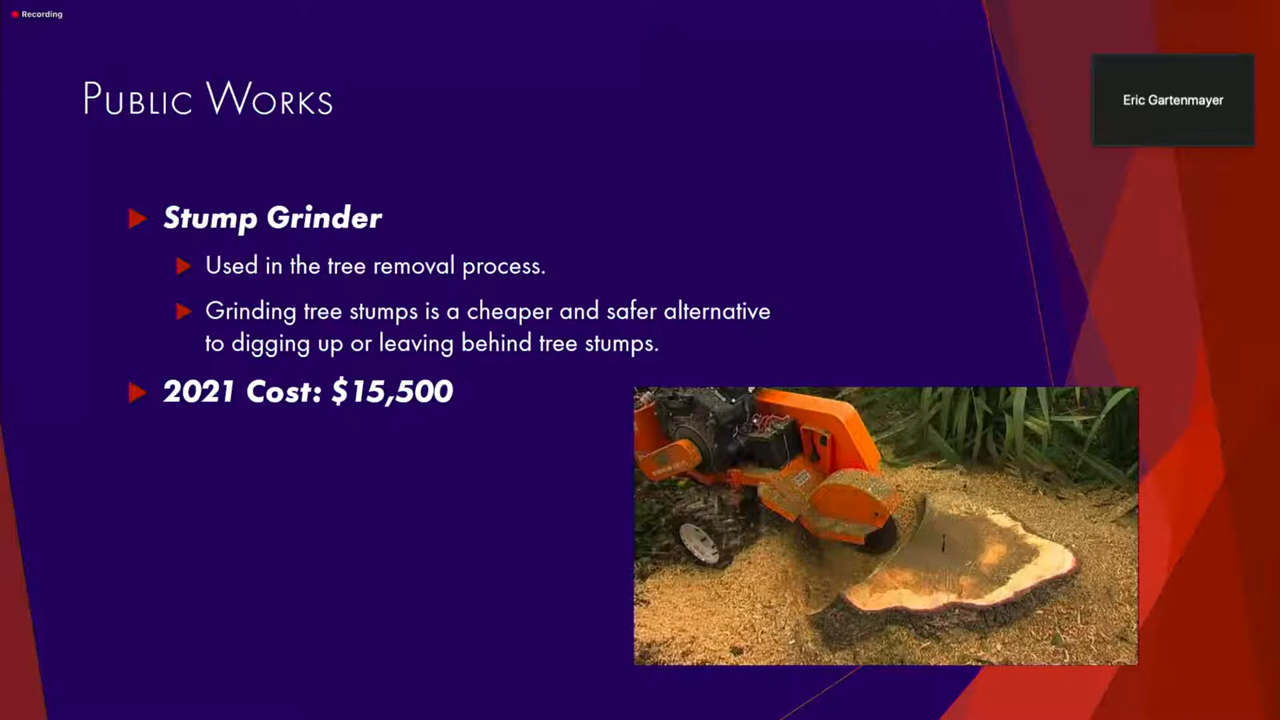 Recording
Public Works
Eric Gartenmayer
Stump Grinder
Used in the tree removal process.
Grinding tree stumps is a cheaper and safer alternative
to digging up or leaving behind tree stumps.
2021 Cost: $15,500